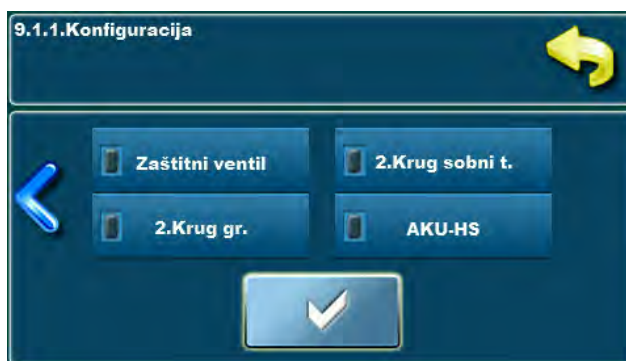 9.1.1.Konfiguracija
Zaštitni ventil
2.Krug sobni t.
2.Krug gr.
AKU-HS